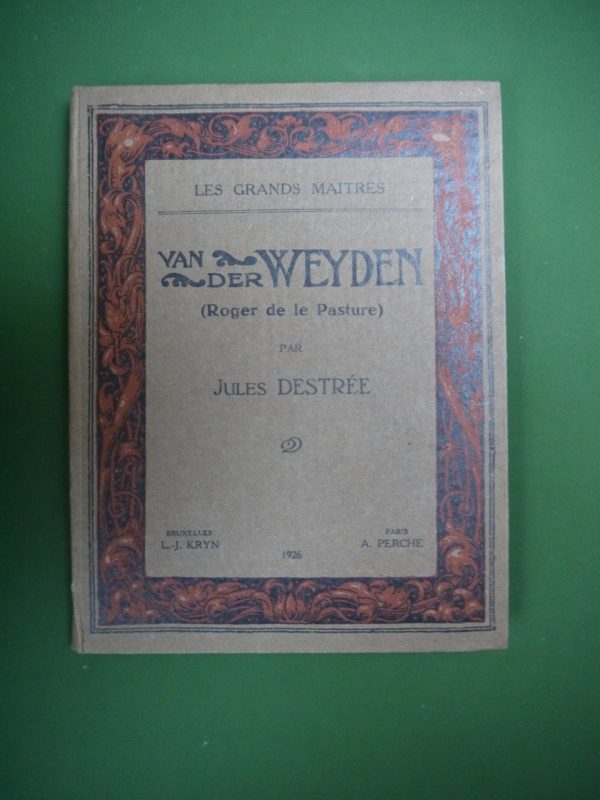 LES GRANDS MAITRES
VAN
DER WEYDEN
(Roger de le Pasture)
PAR
JULES DESTRÉE
BRUXELLES
L.-J. KRYN
PARIS
A. PERCHE
1926